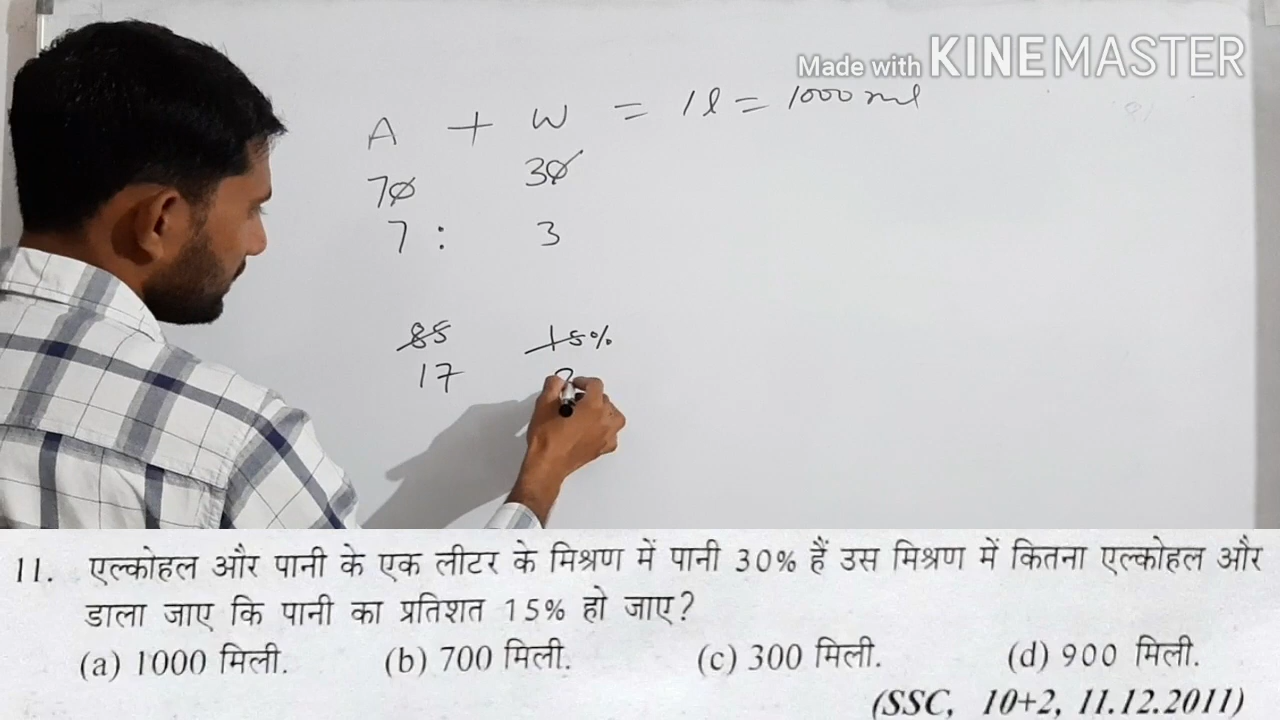 Made with KINEMASTER
A + W = 1l = 1000 ml
70 30
7 : 3
85 15%
17
11. एल्कोहल और पानी के एक लीटर के मिश्रण में पानी 30% हैं उस मिश्रण में कितना एल्कोहल और
डाला जाए कि पानी का प्रतिशत 15% हो जाए?
(a) 1000 मिली. (b) 700 मिली. (c) 300 मिली. (d) 900 मिली.
(SSC, 10+2, 11.12.2011)